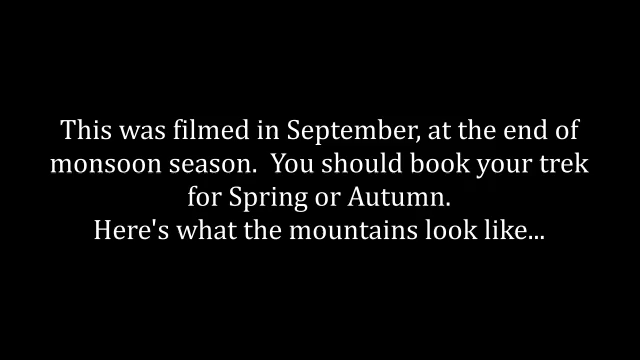 This was filmed in September, at the end of
monsoon season.  You should book your trek
for Spring or Autumn.
Here's what the mountains look like...